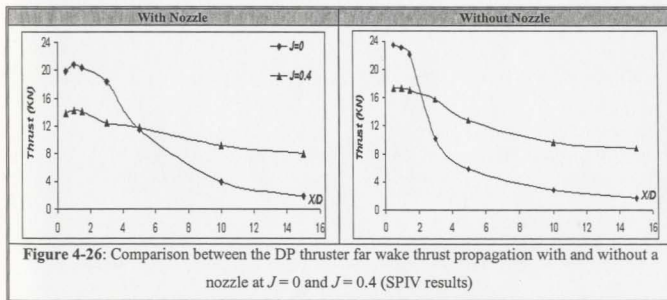 With Nozzle
Without Nozzle
24
20
16
12
8
4
0
Thrust (KN)
J=0
J=0.4
X/D
0 2 4 6 8 10 12 14 16
24
20
16
12
8
4
0
Thrust (KN)
X/D
0 2 4 6 8 10 12 14 16
Figure 4-26: Comparison between the DP thruster far wake thrust propagation with and without a
nozzle at J = 0 and J = 0.4 (SPIV results)